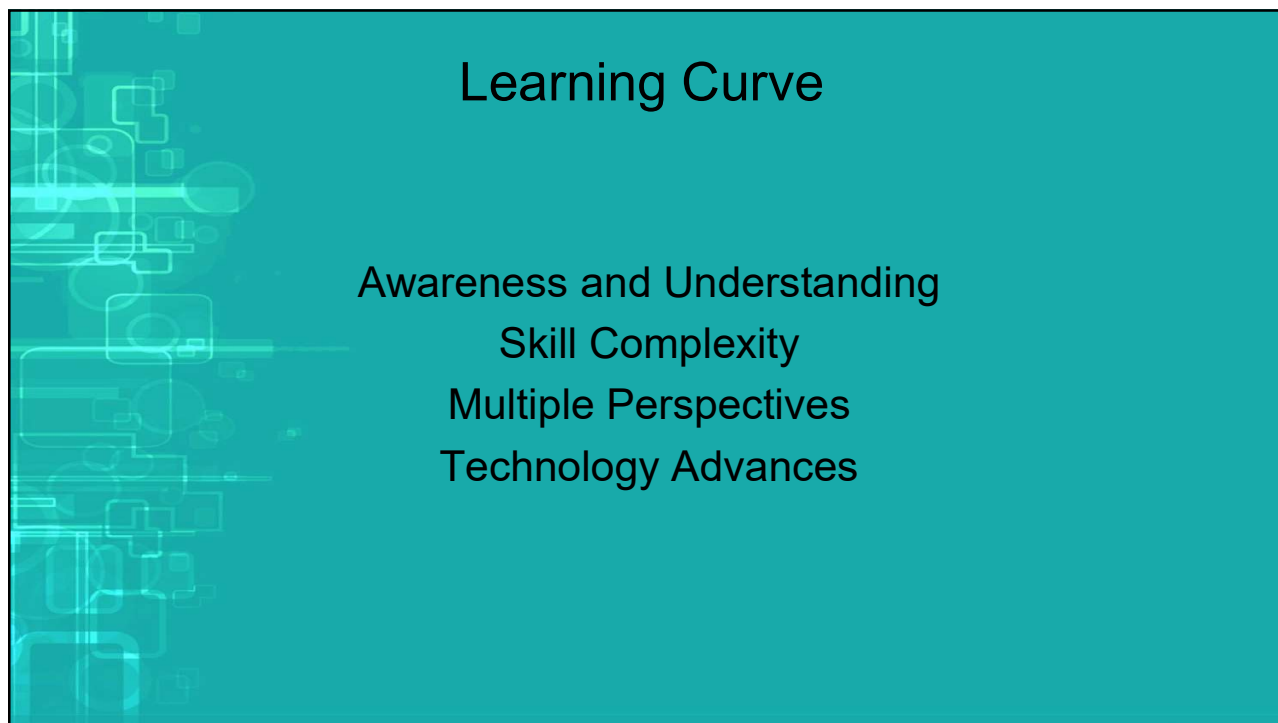 Learning Curve
Awareness and Understanding
Skill Complexity
Multiple Perspectives
Technology Advances